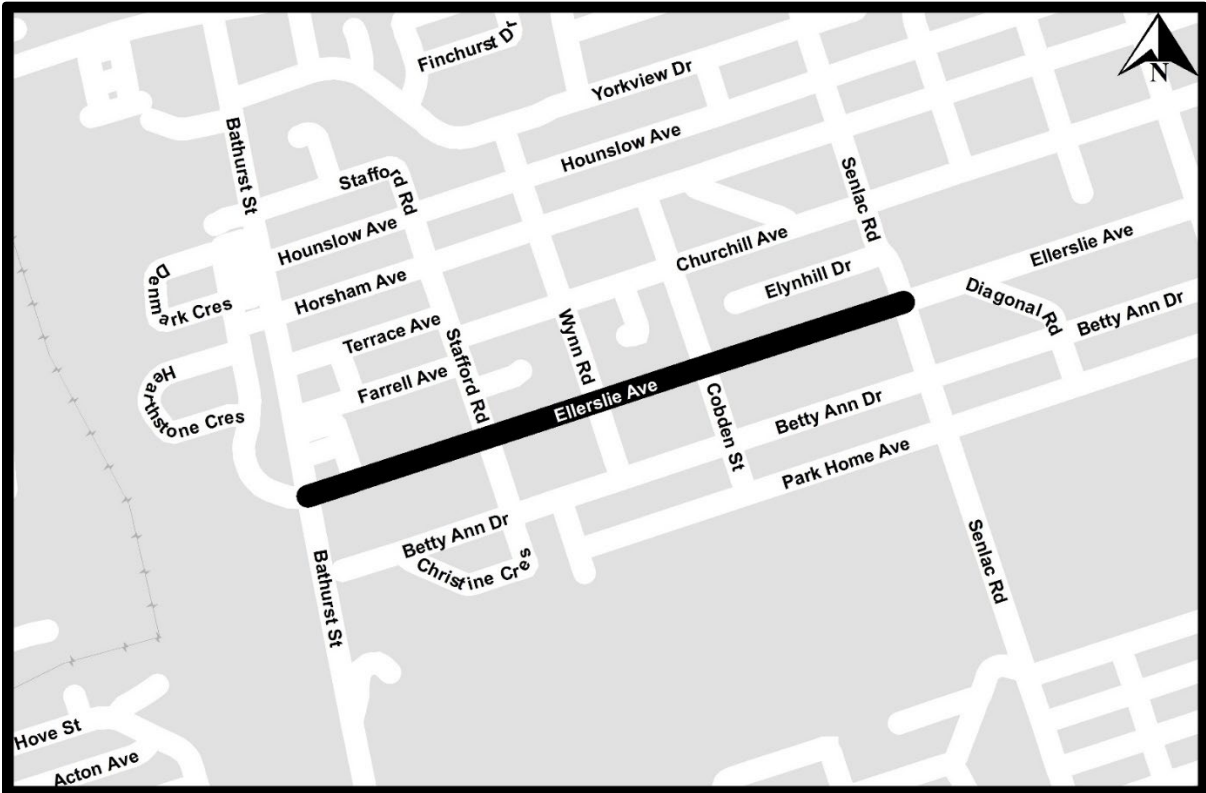 Finchurst Dr
N
Yorkview Dr
Bathurst St
Hounslow Ave
Stafford Rd
Senlac Rd
Hounslow Ave
Churchill Ave
Ellerslie Ave
Denmark Cres
Horsham Ave
Elynhill Dr
Diagonal Rd
Betty Ann Dr
Terrace Ave
Wynn Rd
Farrell Ave
Stafford Rd
Hearthstone Cres
Ellerslie Ave
Cobden St
Betty Ann Dr
Park Home Ave
Betty Ann Dr
Christine Cres
Bathurst St
Senlac Rd
Hove St
Acton Ave